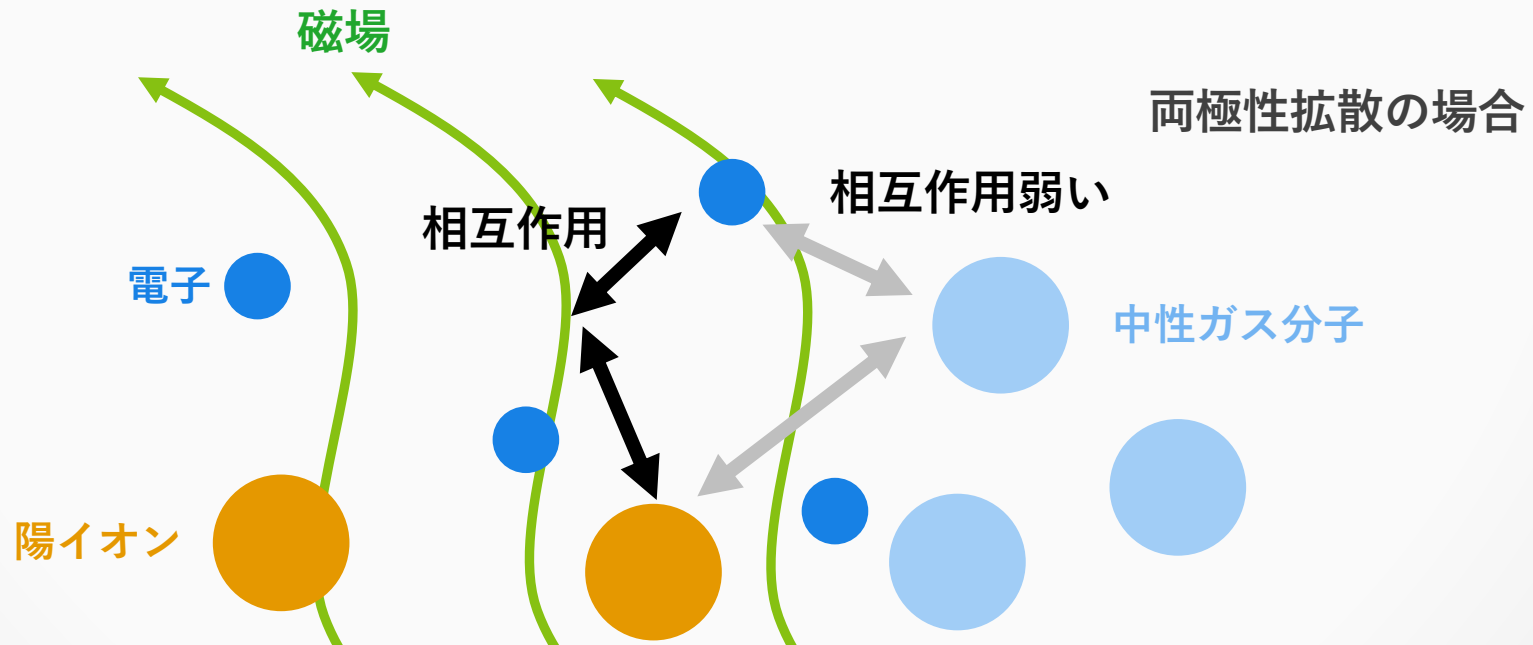 磁場
両極性拡散の場合
相互作用弱い
相互作用
電子
中性ガス分子
陽イオン